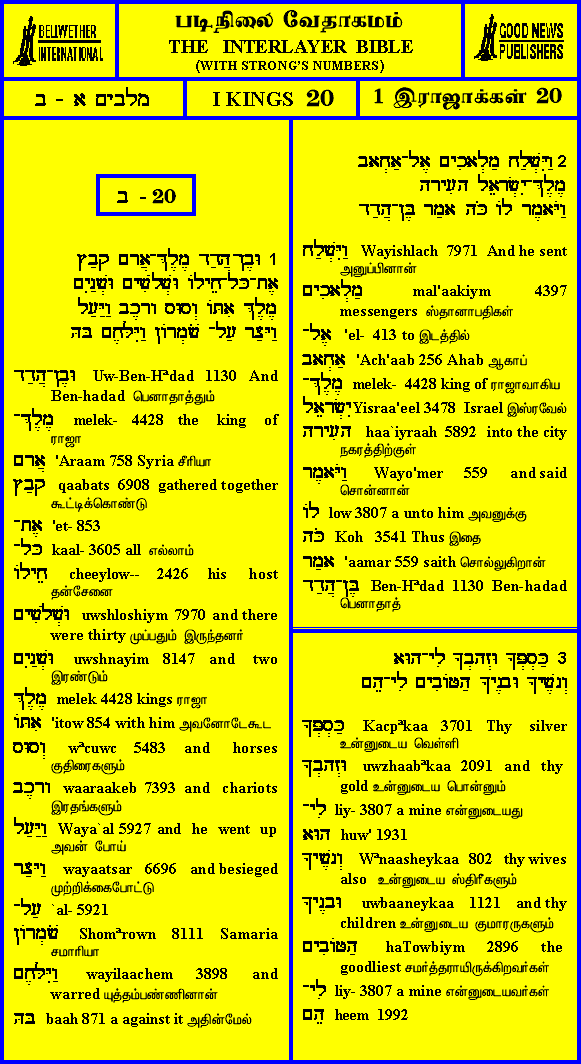 BELLWETHER
INTERNATIONAL
படிநிலை வேதாகமம்
THE INTERLAYER BIBLE
(WITH STRONG'S NUMBERS)
GOOD NEWS
PUBLISHERS
מלבים א - ב
I KINGS 20
1 இராஜாக்கள் 20
ב - 20
1 וּבֶן־הֲדַד מֶלֶךְ־אֲרָם קָבַץ
אֶת־כָּל־חֵילוֹ וּשְׁלֹשִׁים וּשְׁנַיִם
מֶלֶךְ אִתּוֹ וְסוּס וָרֶכֶב וַיַּעַל
וַיָּצַר עַל־ שֹׁמְרוֹן וַיִּלָּחֶם בָּהּ
וּבֶן־הֲדַד Uw-Ben-Hªdad 1130 And
Ben-hadad பெனாதாத்தும்
מֶלֶךְ־ melek- 4428 the king of
ராஜா
אֲרָם 'Araam 758 Syria சீரியா
קָבַץ qaabats 6908 gathered together
கூட்டிக்கொண்டு
אֶת־ 'et- 853
כָּל־ kaal- 3605 all எல்லாம்
חֵילוֹ cheeylow-- 2426 his host
தன்சேனை
וּשְׁלֹשִׁים uwshloshiym 7970 and there
were thirty முப்பதும் இருந்தனர்
וּשְׁנַיִם uwshnayim 8147 and two
இரண்டும்
מֶלֶךְ melek 4428 kings ராஜா
אִתּוֹ 'itow 854 with him அவனோடேகூட
וְסוּס wªcuwc 5483 and horses
குதிரைகளும்
וָרֶכֶב waaraakeb 7393 and chariots
இரதங்களும்
וַיַּעַל Waya`al 5927 and he went up
அவன் போய்
וַיָּצַר wayaatsar 6696 and besieged
முற்றிக்கைபோட்டு
עַל־ `al- 5921
שֹׁמְרוֹן Shomªrown 8111 Samaria
சமாரியா
וַיִּלָּחֶם wayilaachem 3898 and
warred யுத்தம்பண்ணினான்
בָּהּ baah 871 a against it அதின்மேல்
2 וַיִּשְׁלַח מַלְאָכִים אֶל־אַחְאָב
מֶלֶךְ־יִשְׂרָאֵל הָעִירָה
וַיֹּאמֶר לוֹ כֹּה אָמַר בֶּן־הֲדַד
וַיִּשְׁלַח Wayishlach 7971 And he sent
அனுப்பினான்
מַלְאָכִים mal'aakiym 4397
messengers ஸ்தானாபதிகள்
אֶל־ 'el- 413 to இடத்தில்
אַחְאָב 'Ach'aab 256 Ahab ஆகாப்
מֶלֶךְ־ melek- 4428 king of ராஜாவாகிய
יִשְׂרָאֵל Yisraa'eel 3478 Israel இஸ்ரவேல்
הָעִירָה haa`iyraah 5892 into the city
நகரத்திற்குள்
וַיֹּאמֶר Wayo'mer 559 and said
சொன்னான்
לוֹ low 3807 a unto him அவனுக்கு
כֹּה Koh 3541 Thus இதை
אָמַר 'aamar 559 saith சொல்லுகிறான்
בֶּן־הֲדַד Ben-Hªdad 1130 Ben-hadad
பெனாதாத்
3 כַּסְפְּךָ וּזְהָבְךָ לִי־הוּא
וְנָשֶׁיךָ וּבָנֶיךָ הַטּוֹבִים לִי־הֵם
כַּסְפְּךָ Kacpªkaa 3701 Thy silver
உன்னுடைய வெள்ளி
וּזְהָבְךָ uwzhaabªkaa 2091 and thy
gold உன்னுடைய பொன்னும்
לִי־ liy- 3807 a mine என்னுடையது
הוּא huw' 1931
וְנָשֶׁיךָ Wªnaasheykaa 802 thy wives
also உன்னுடைய ஸ்திரீகளும்
וּבָנֶיךָ uwbaaneykaa 1121 and thy
children உன்னுடைய குமாரருகளும்
הַטּוֹבִים haTowbiym 2896 the
goodliest சமர்த்தராயிருக்கிறவர்கள்
לִי־ liy- 3807 a mine என்னுடையவர்கள்
הֵם heem 1992